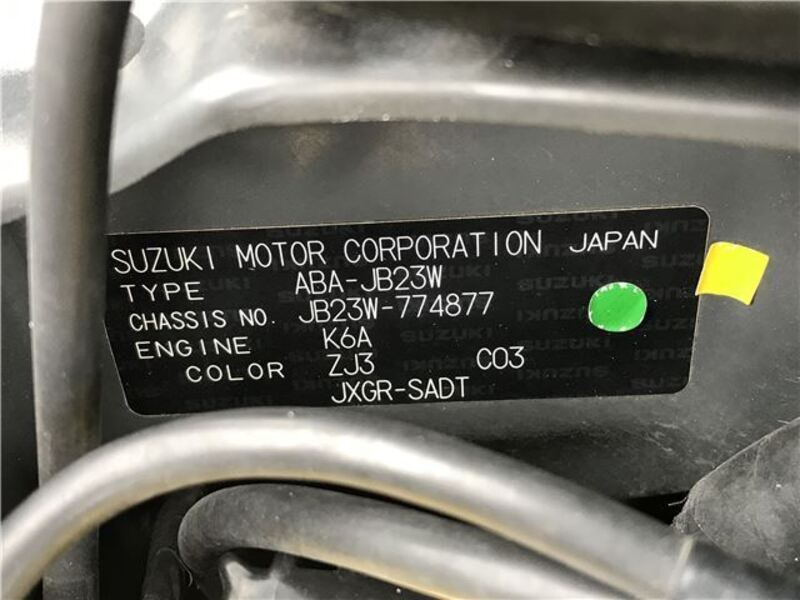 SUZUKI MOTOR CORPORATION JAPAN
TYPE ABA-JB23W
CHASSIS NO. JB23W-774877
ENGINE K6A
COLOR ZJ3 C03
JXGR-SADT